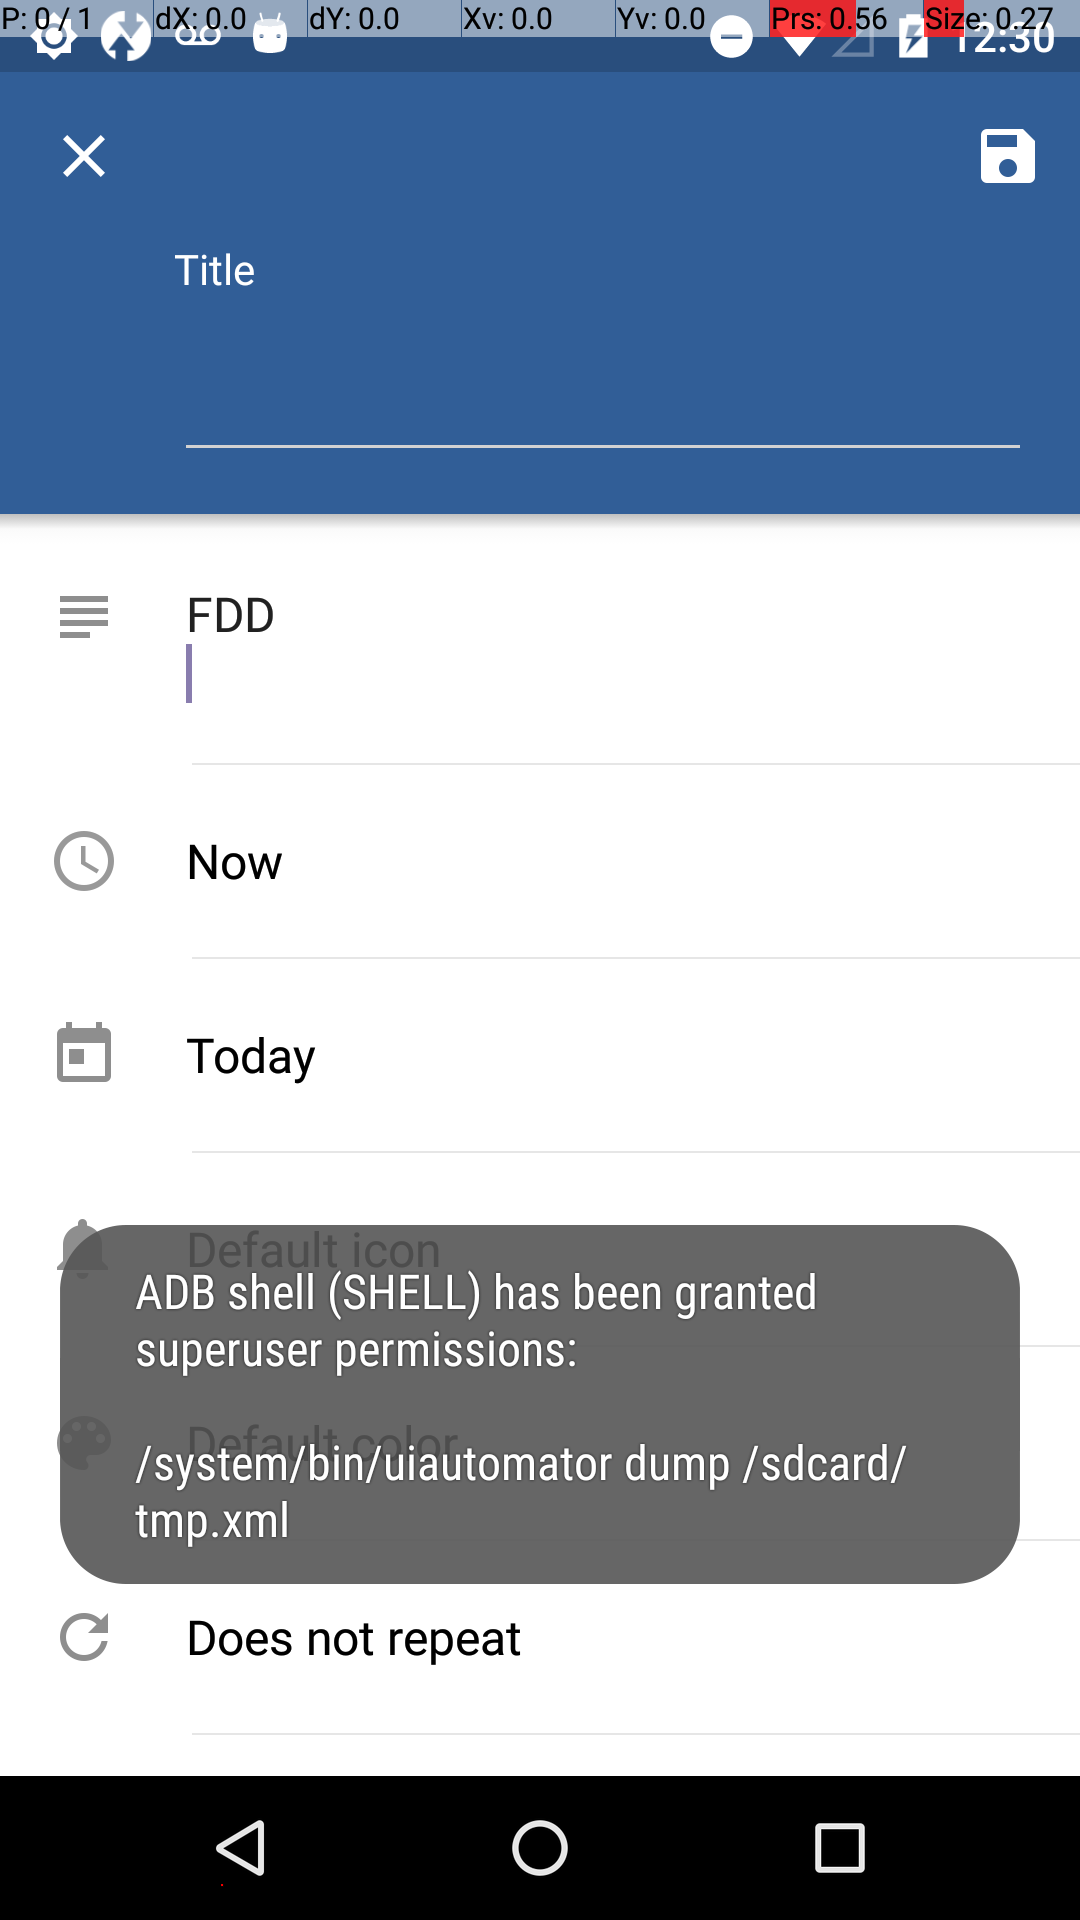 P: 0 / 1 dX: 0.0 dY: 0.0 Xv: 0.0 Yv: 0.0 Prs: 0.56 Size: 0.27
12:30
Title
FDD
Now
Today
Default icon
ADB shell (SHELL) has been granted
superuser permissions:
Default color
/system/bin/uiautomator dump /sdcard/
tmp.xml
Does not repeat